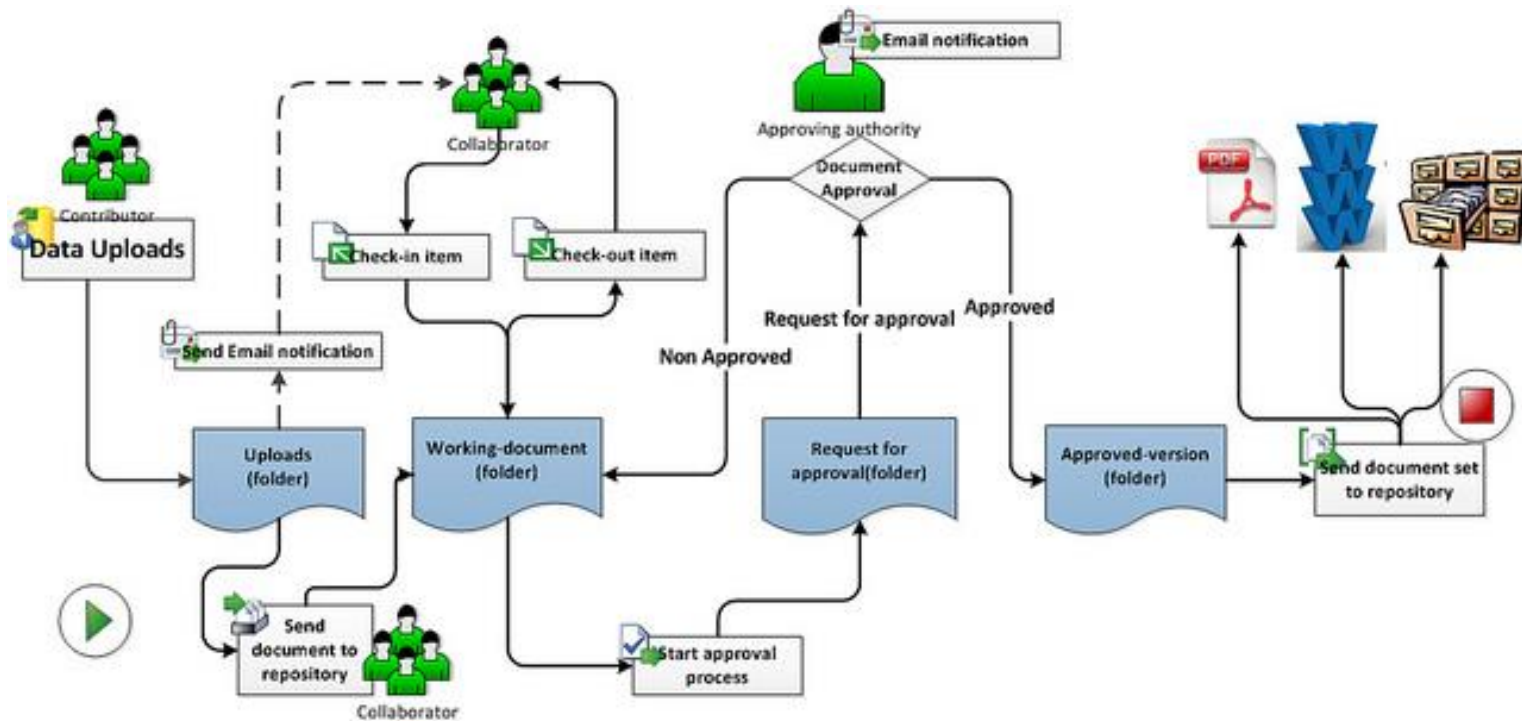 Email notification
Approving authority
Collaborator
Contributor
Data Uploads
Check-in item
Check-out item
Document
Approval
PDF
W
W
W
Send Email notification
Non Approved
Request for approval
Approved
Uploads
(folder)
Working-document
(folder)
Request for
approval(folder)
Approved-version
(folder)
Send document set
to repository
Send
document to
repository
Collaborator
Start approval
process